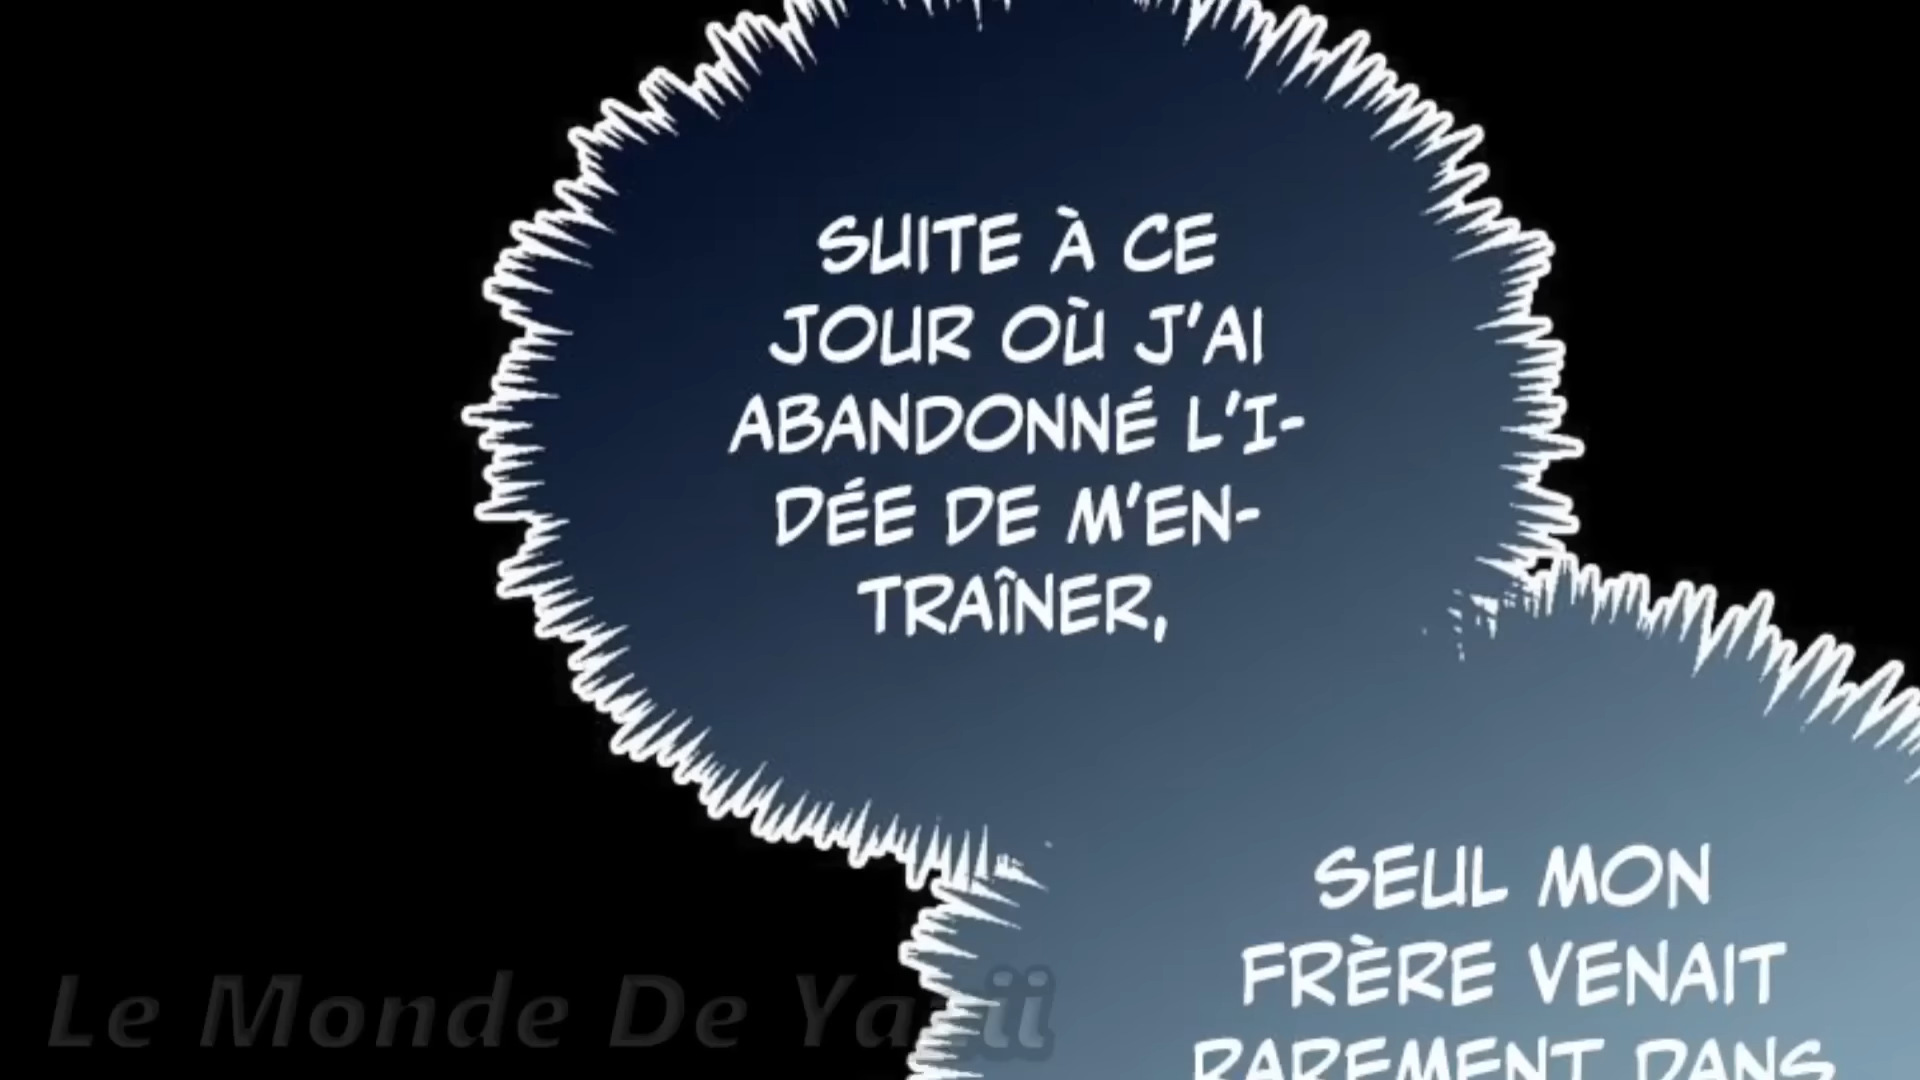 SUITE À CE
JOUR OÙ J'AI
ABANDONNÉ L'I-
DÉE DE M'EN-
TRAÎNER,
SEUL MON
FRÈRE VENAIT
RAREMENT DANS
Le Monde De